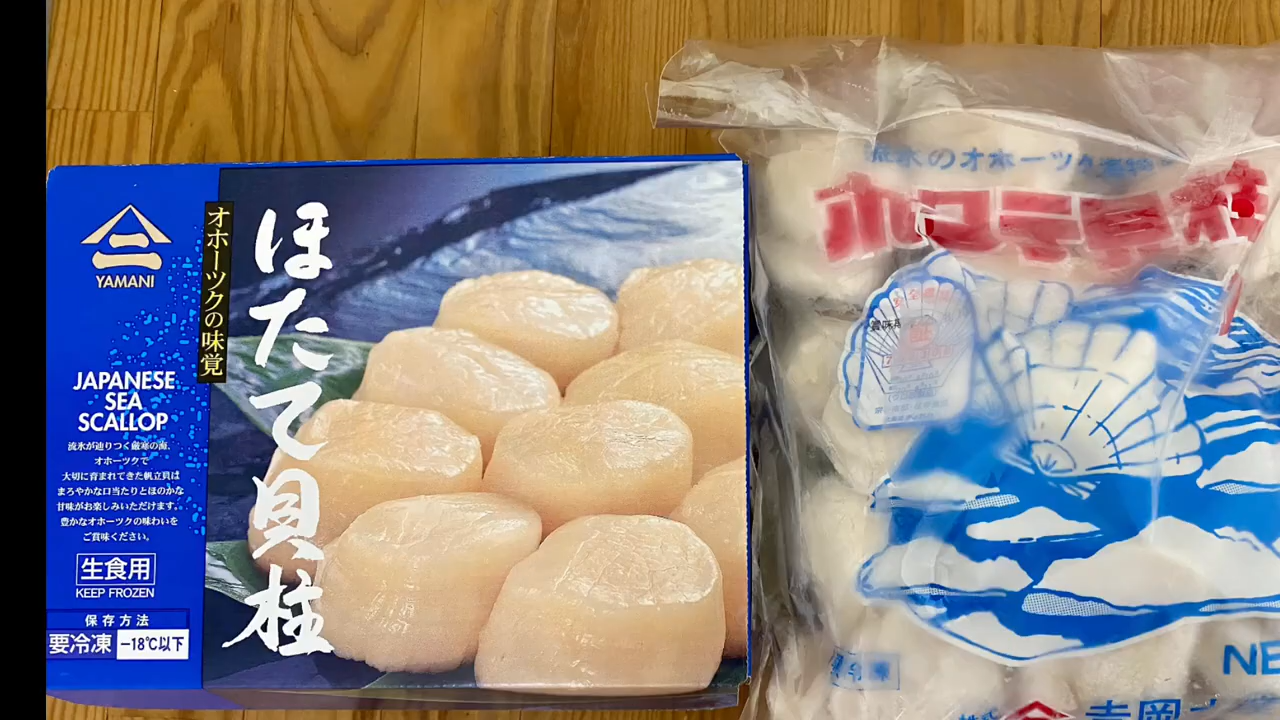 YAMANI
オホーツクの味覚
ほたて貝柱
JAPANESE
SEA
SCALLOP
流氷が辿りつく厳寒の海、
オホーツクで
大切に育まれてきた帆立貝は
まろやかな口当たりとほのかな
甘味がお楽しみいただけます。
豊かなオホーツクの味わいを
ご賞味ください。
生食用
KEEP FROZEN
保存方法
要冷凍 −18℃以下
流氷のオホーツク海
ホタテ貝柱
賞味期
NE